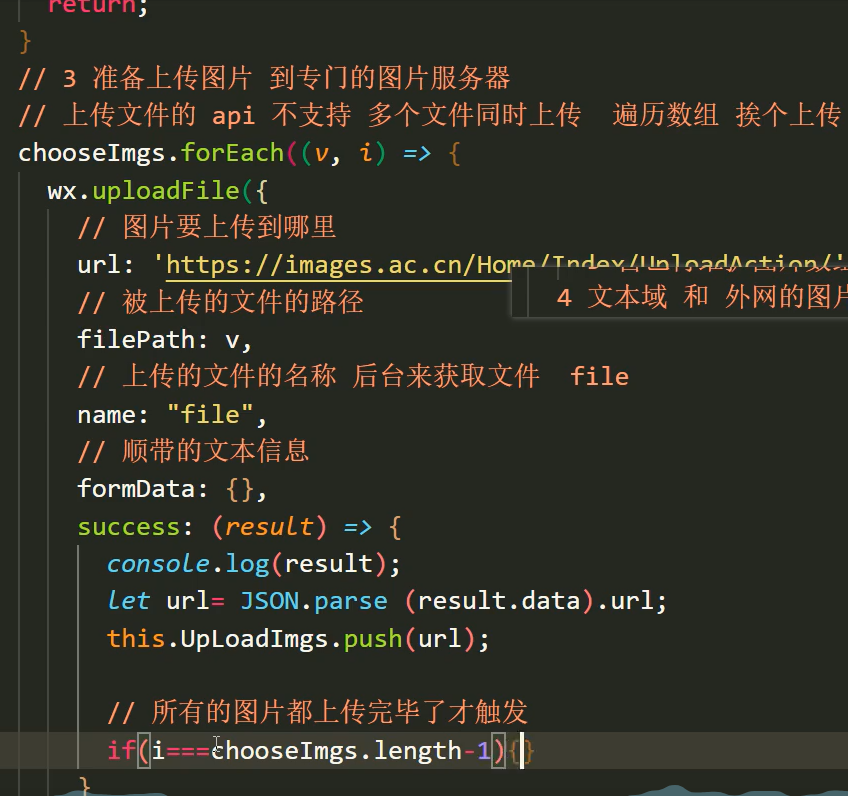 return;
}
// 3 准备上传图片 到专门的图片服务器
// 上传文件的 api 不支持 多个文件同时上传  遍历数组 挨个上传
chooseImgs.forEach((v, i) => {
wx.uploadFile({
// 图片要上传到哪里
url: 'https://images.ac.cn/Home/Index/UploadAction/'
// 被上传的文件的路径
4 文本域 和 外网的图片
filePath: v,
// 上传的文件的名称 后台来获取文件  file
name: "file",
// 顺带的文本信息
formData: {},
success: (result) => {
console.log(result);
let url= JSON.parse (result.data).url;
this.UpLoadImgs.push(url);
// 所有的图片都上传完毕了才触发
if(i===chooseImgs.length-1){}
}